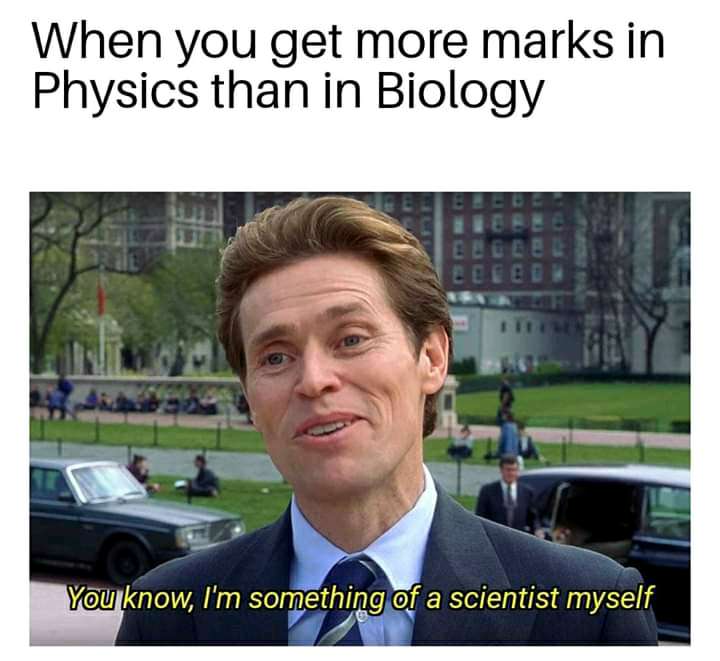 When you get more marks in
Physics than in Biology
You know, I'm something of a scientist myself